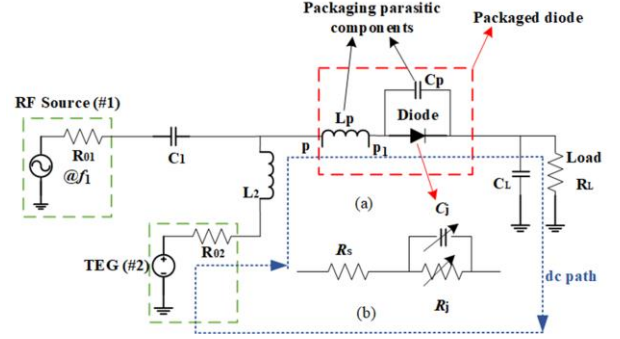 Packaging parasitic
components
Packaged diode
RF Source (#1)
R01
@f1
C1
L2
p
Lp
p1
Cp
Diode
CL
Load
RL
(a)
TEG (#2)
R02
Cj
Rs
Rj
(b)
dc path